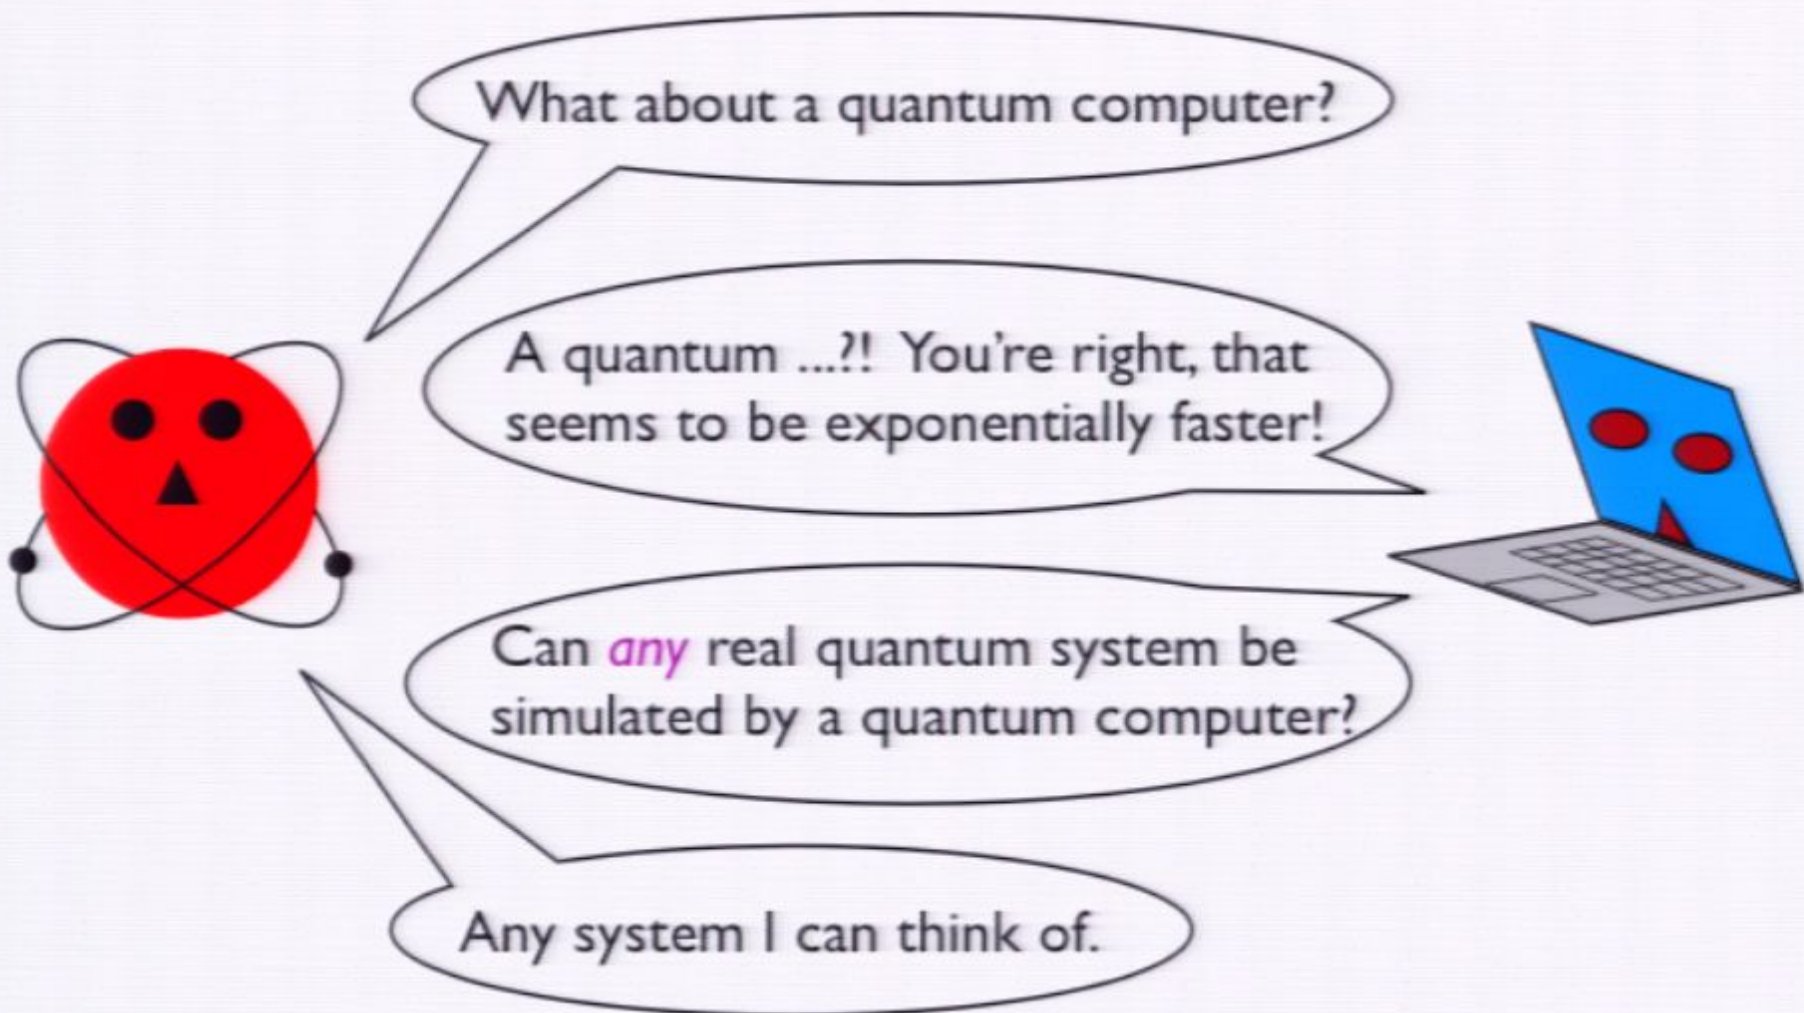 What about a quantum computer?
A quantum ...?! You're right, that
seems to be exponentially faster!
Can any real quantum system be
simulated by a quantum computer?
Any system I can think of.